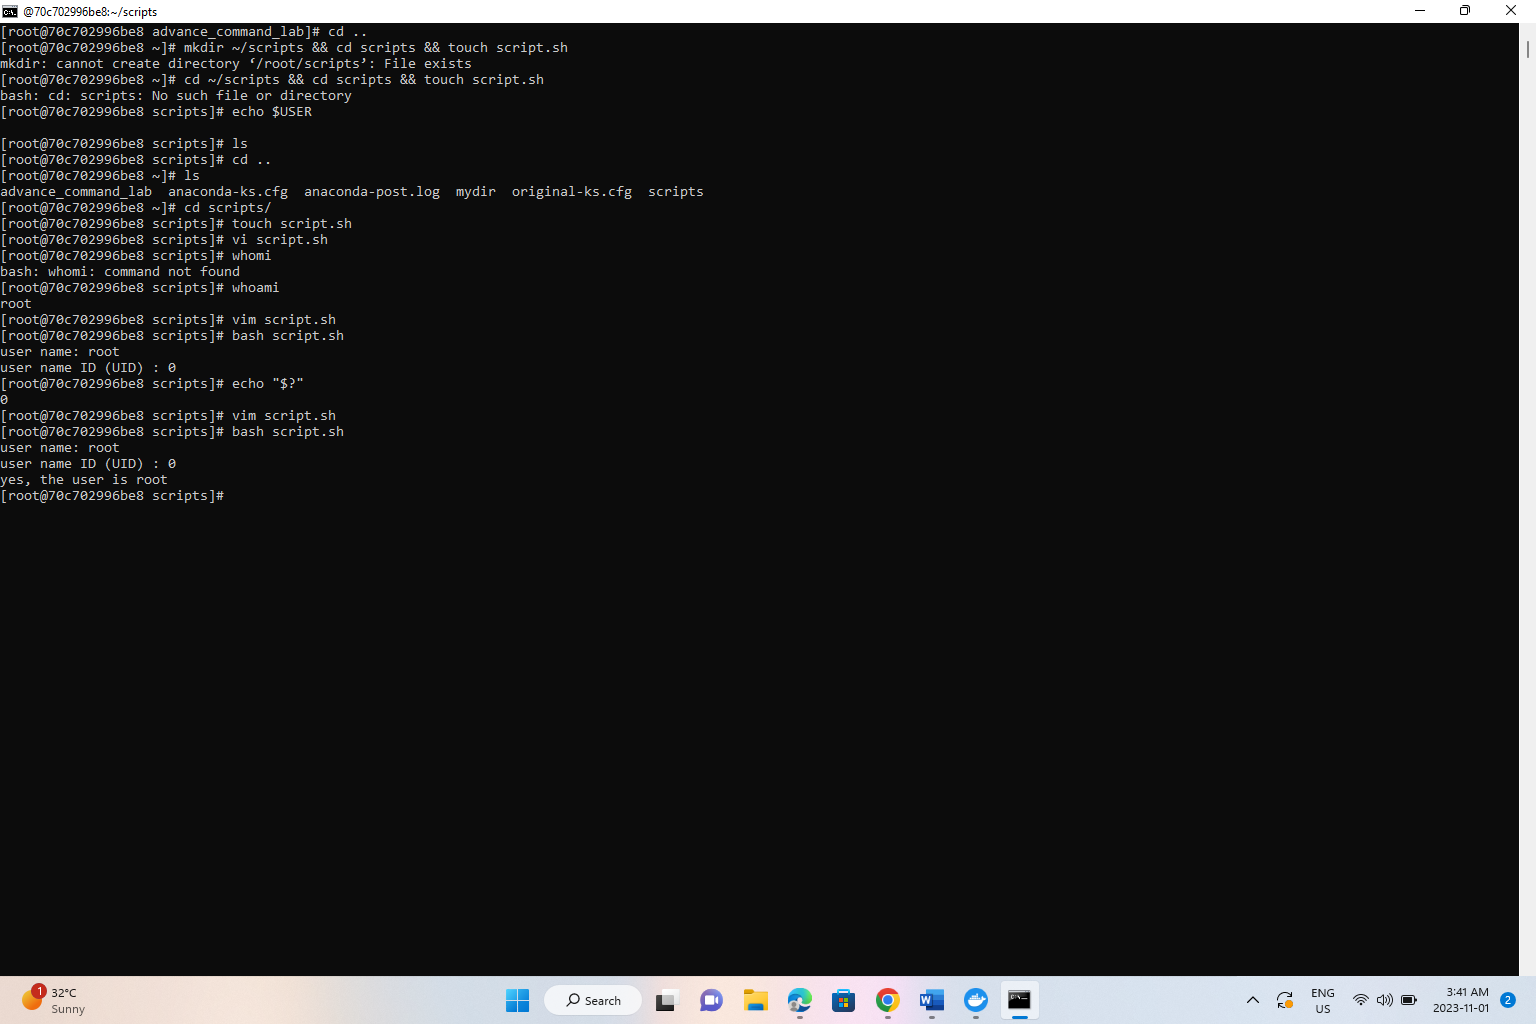 @70c702996be8:~/scripts
[root@70c702996be8 advance_command_lab]# cd ..
[root@70c702996be8 ~]# mkdir ~/scripts && cd scripts && touch script.sh
mkdir: cannot create directory ‘/root/scripts’: File exists
[root@70c702996be8 ~]# cd ~/scripts && cd scripts && touch script.sh
bash: cd: scripts: No such file or directory
[root@70c702996be8 scripts]# echo $USER
[root@70c702996be8 scripts]# ls
[root@70c702996be8 scripts]# cd ..
[root@70c702996be8 ~]# ls
advance_command_lab  anaconda-ks.cfg  anaconda-post.log  mydir  original-ks.cfg  scripts
[root@70c702996be8 ~]# cd scripts/
[root@70c702996be8 scripts]# touch script.sh
[root@70c702996be8 scripts]# vi script.sh
[root@70c702996be8 scripts]# whomi
bash: whomi: command not found
[root@70c702996be8 scripts]# whoami
root
[root@70c702996be8 scripts]# vim script.sh
[root@70c702996be8 scripts]# bash script.sh
user name: root
user name ID (UID) : 0
[root@70c702996be8 scripts]# echo "$?"
0
[root@70c702996be8 scripts]# vim script.sh
[root@70c702996be8 scripts]# bash script.sh
user name: root
user name ID (UID) : 0
yes, the user is root
[root@70c702996be8 scripts]#
1
32°C
Sunny
Search
ENG
US
3:41 AM
2023-11-01
2